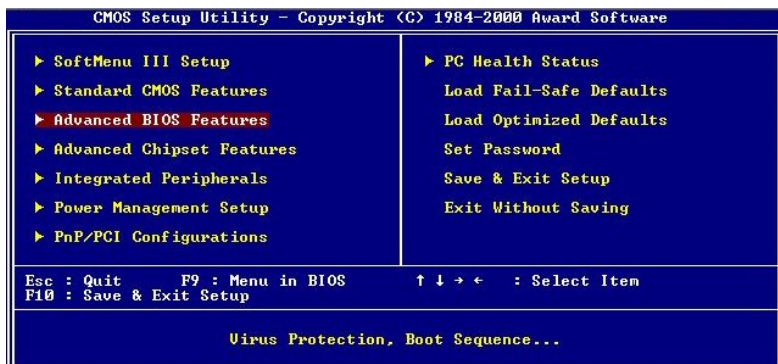 CMOS Setup Utility - Copyright (C) 1984-2000 Award Software
▶ SoftMenu III Setup
▶ Standard CMOS Features
▶ Advanced BIOS Features
▶ Advanced Chipset Features
▶ Integrated Peripherals
▶ Power Management Setup
▶ PnP/PCI Configurations
▶ PC Health Status
Load Fail-Safe Defaults
Load Optimized Defaults
Set Password
Save & Exit Setup
Exit Without Saving
Esc : Quit F9 : Menu in BIOS ↑ ↓ → ← : Select Item
F10 : Save & Exit Setup
Virus Protection, Boot Sequence...